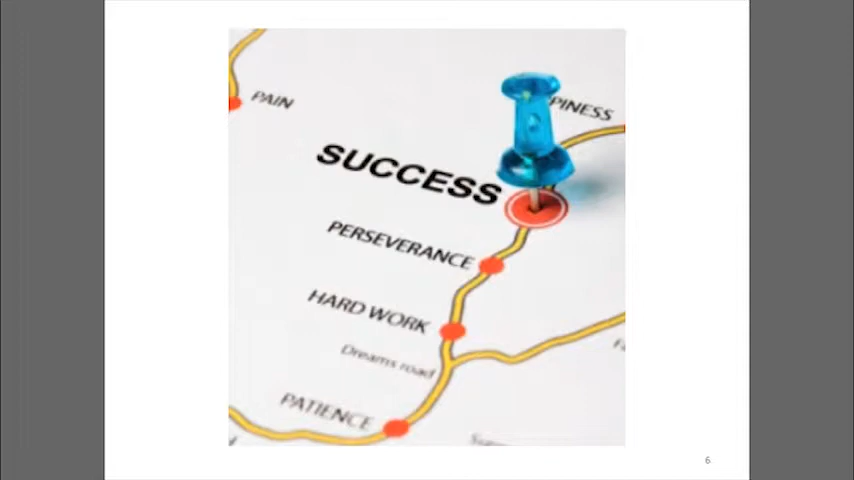 PAIN
PINESS
SUCCESS
PERSEVERANCE
HARD WORK
Dreams road
PATIENCE
6